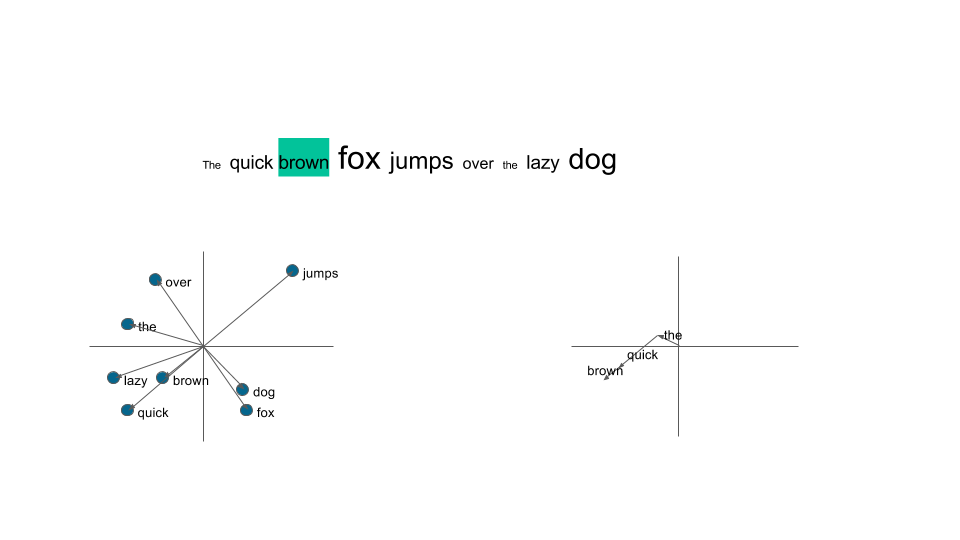 The quick brown fox jumps over the lazy dog
over
jumps
the
lazy
brown
quick
dog
fox
the
quick
brown